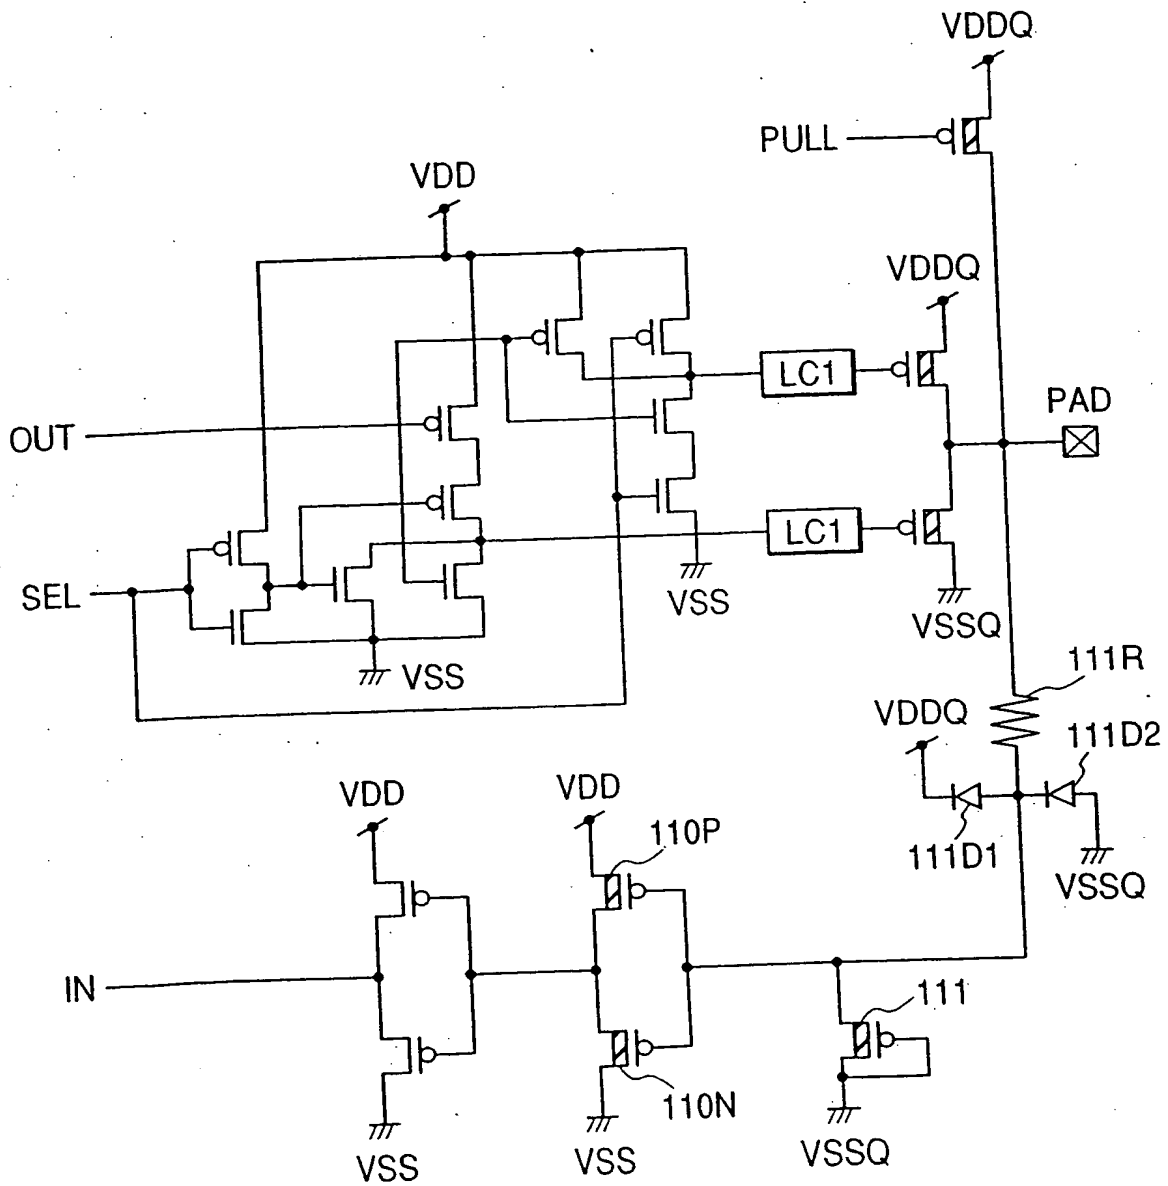 VDDQ
PULL
VDD
VDDQ
LC1
PAD
OUT
LC1
SEL
VSS
VSSQ
VSS
111R
VDDQ
111D2
VDD
VDD
110P
111D1
VSSQ
IN
111
110N
VSS
VSS
VSSQ